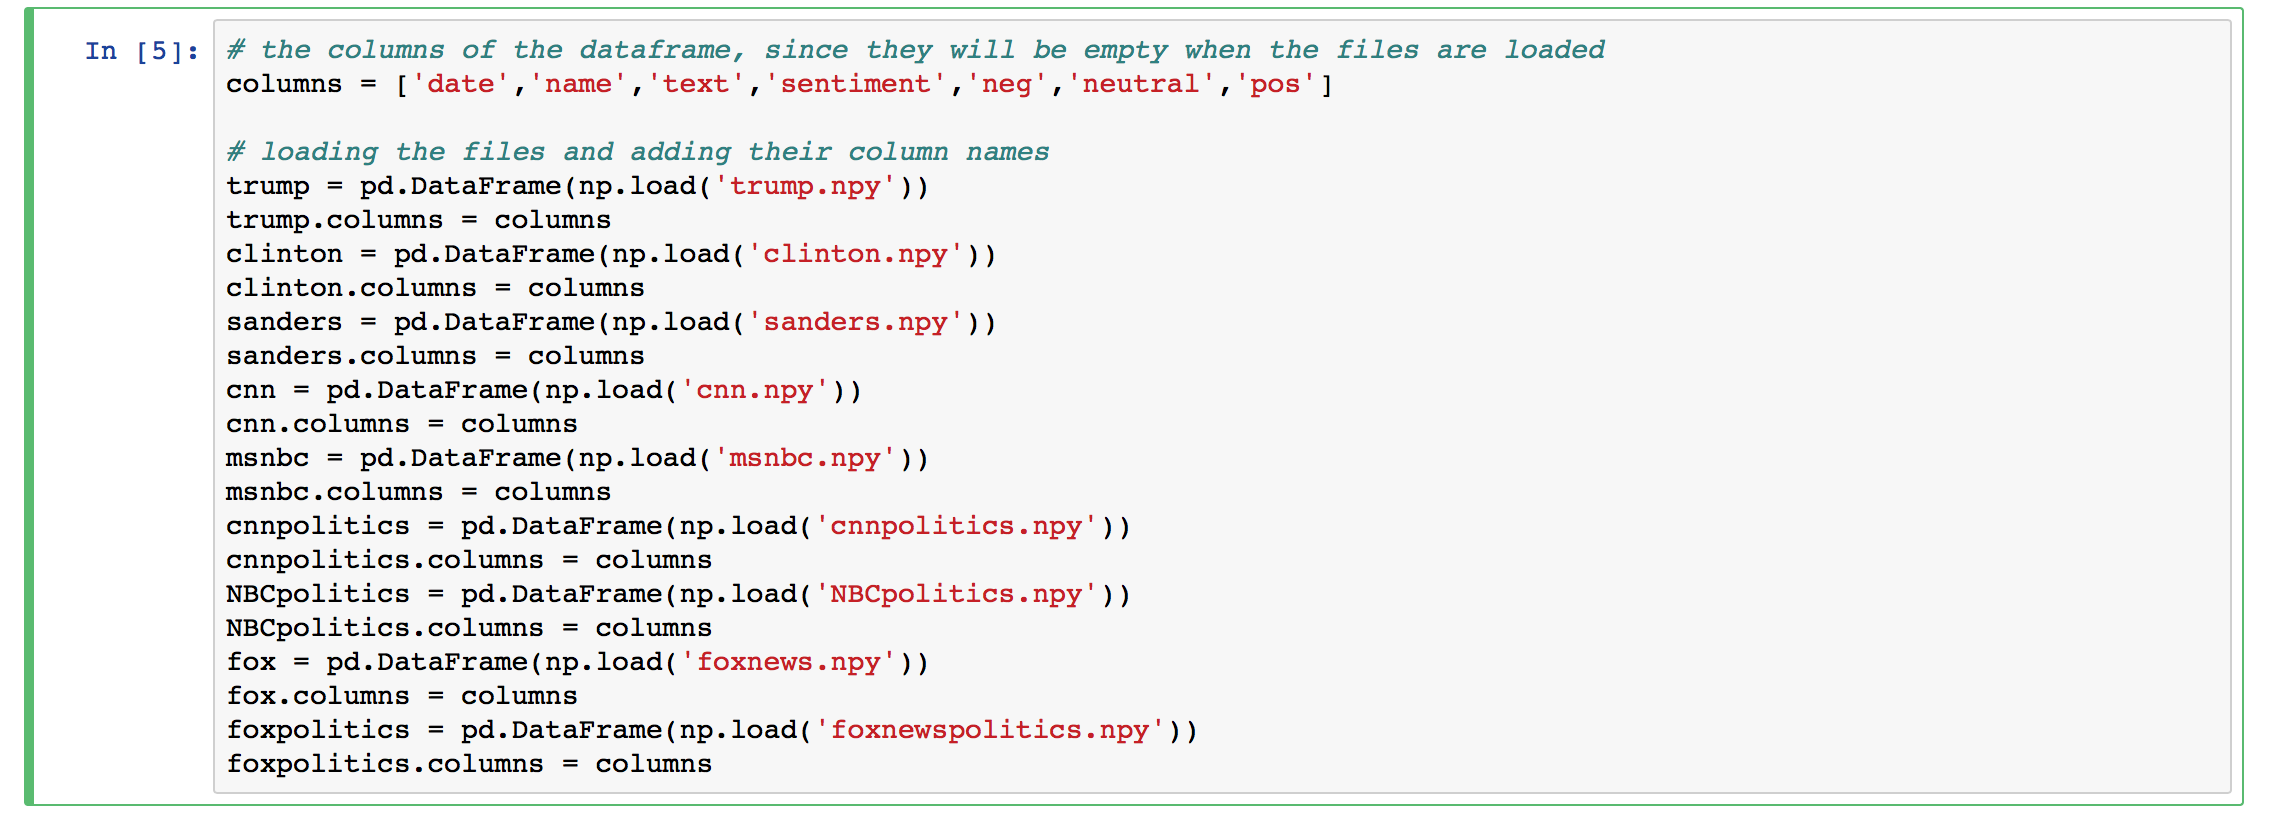 In [5]:
# the columns of the dataframe, since they will be empty when the files are loaded
columns = ['date','name','text','sentiment','neg','neutral','pos']
# loading the files and adding their column names
trump = pd.DataFrame(np.load('trump.npy'))
trump.columns = columns
clinton = pd.DataFrame(np.load('clinton.npy'))
clinton.columns = columns
sanders = pd.DataFrame(np.load('sanders.npy'))
sanders.columns = columns
cnn = pd.DataFrame(np.load('cnn.npy'))
cnn.columns = columns
msnbc = pd.DataFrame(np.load('msnbc.npy'))
msnbc.columns = columns
cnnpolitics = pd.DataFrame(np.load('cnnpolitics.npy'))
cnnpolitics.columns = columns
NBCpolitics = pd.DataFrame(np.load('NBCpolitics.npy'))
NBCpolitics.columns = columns
fox = pd.DataFrame(np.load('foxnews.npy'))
fox.columns = columns
foxpolitics = pd.DataFrame(np.load('foxnewspolitics.npy'))
foxpolitics.columns = columns